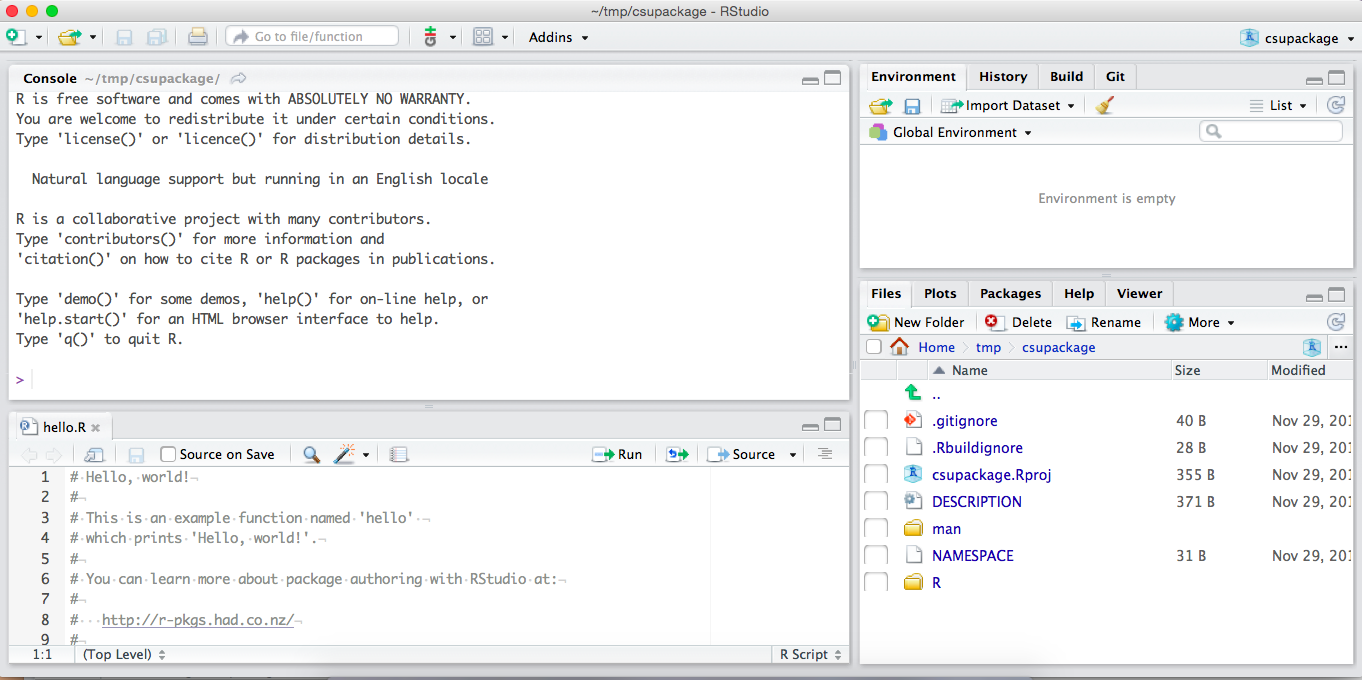 ~/tmp/csupackage - RStudio
Go to file/function
Addins
csupackage
Console ~/tmp/csupackage/
R is free software and comes with ABSOLUTELY NO WARRANTY.
You are welcome to redistribute it under certain conditions.
Type 'license()' or 'licence()' for distribution details.
Natural language support but running in an English locale
R is a collaborative project with many contributors.
Type 'contributors()' for more information and
'citation()' on how to cite R or R packages in publications.
Type 'demo()' for some demos, 'help()' for on-line help, or
'help.start()' for an HTML browser interface to help.
Type 'q()' to quit R.
>
hello.R
Source on Save
Run
Source
1 # Hello, world!
2 #
3 # This is an example function named 'hello'
4 # which prints 'Hello, world!'.
5 #
6 # You can learn more about package authoring with RStudio at:
7 #
8 #   http://r-pkgs.had.co.nz/
9 #
1:1 (Top Level) R Script
Environment History Build Git
Import Dataset List
Global Environment
Environment is empty
Files Plots Packages Help Viewer
New Folder Delete Rename More
Home tmp csupackage ...
Name Size Modified
..
.gitignore 40 B Nov 29, 201
.Rbuildignore 28 B Nov 29, 201
csupackage.Rproj 355 B Nov 29, 201
DESCRIPTION 371 B Nov 29, 201
man
NAMESPACE 31 B Nov 29, 201
R